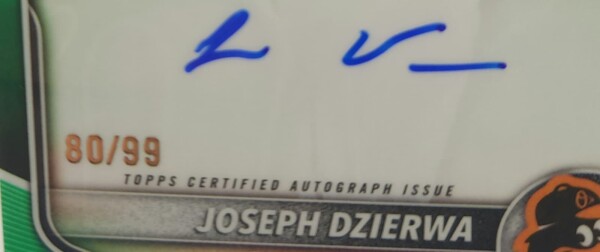 80/99
TOPPS CERTIFIED AUTOGRAPH ISSUE
JOSEPH DZIERWA